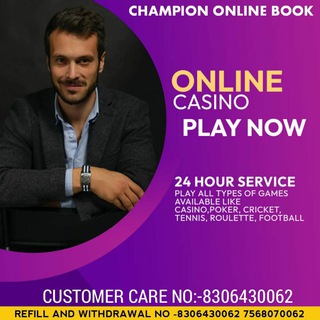 CHAMPION ONLINE BOOK
ONLINE
CASINO
PLAY NOW
24 HOUR SERVICE
PLAY ALL TYPES OF GAMES
AVAILABLE LIKE
CASINO,POKER, CRICKET,
TENNIS, ROULETTE, FOOTBALL
CUSTOMER CARE NO:-8306430062
REFILL AND WITHDRAWAL NO -8306430062 7568070062